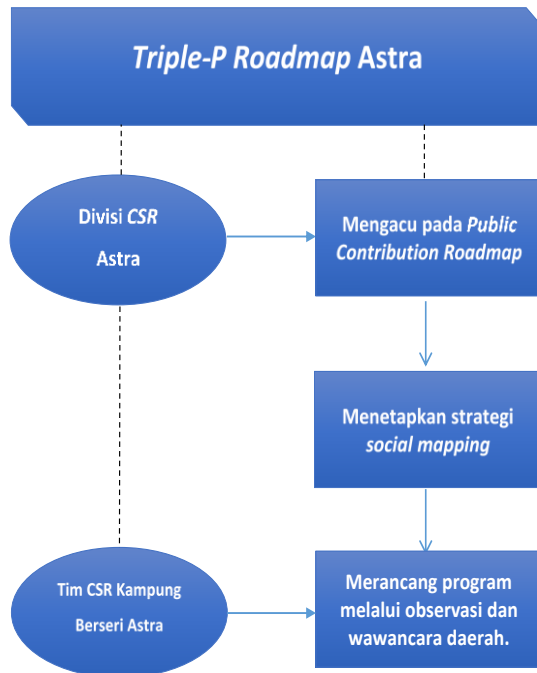 Triple-P Roadmap Astra
Divisi CSR
Astra
Mengacu pada Public
Contribution Roadmap
Menetapkan strategi
social mapping
Tim CSR Kampung
Berseri Astra
Merancang program
melalui observasi dan
wawancara daerah.